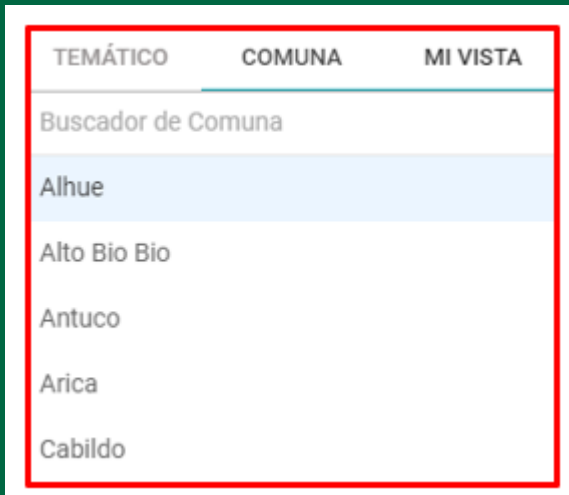 TEMÁTICO COMUNA MI VISTA
Buscador de Comuna
Alhue
Alto Bio Bio
Antuco
Arica
Cabildo